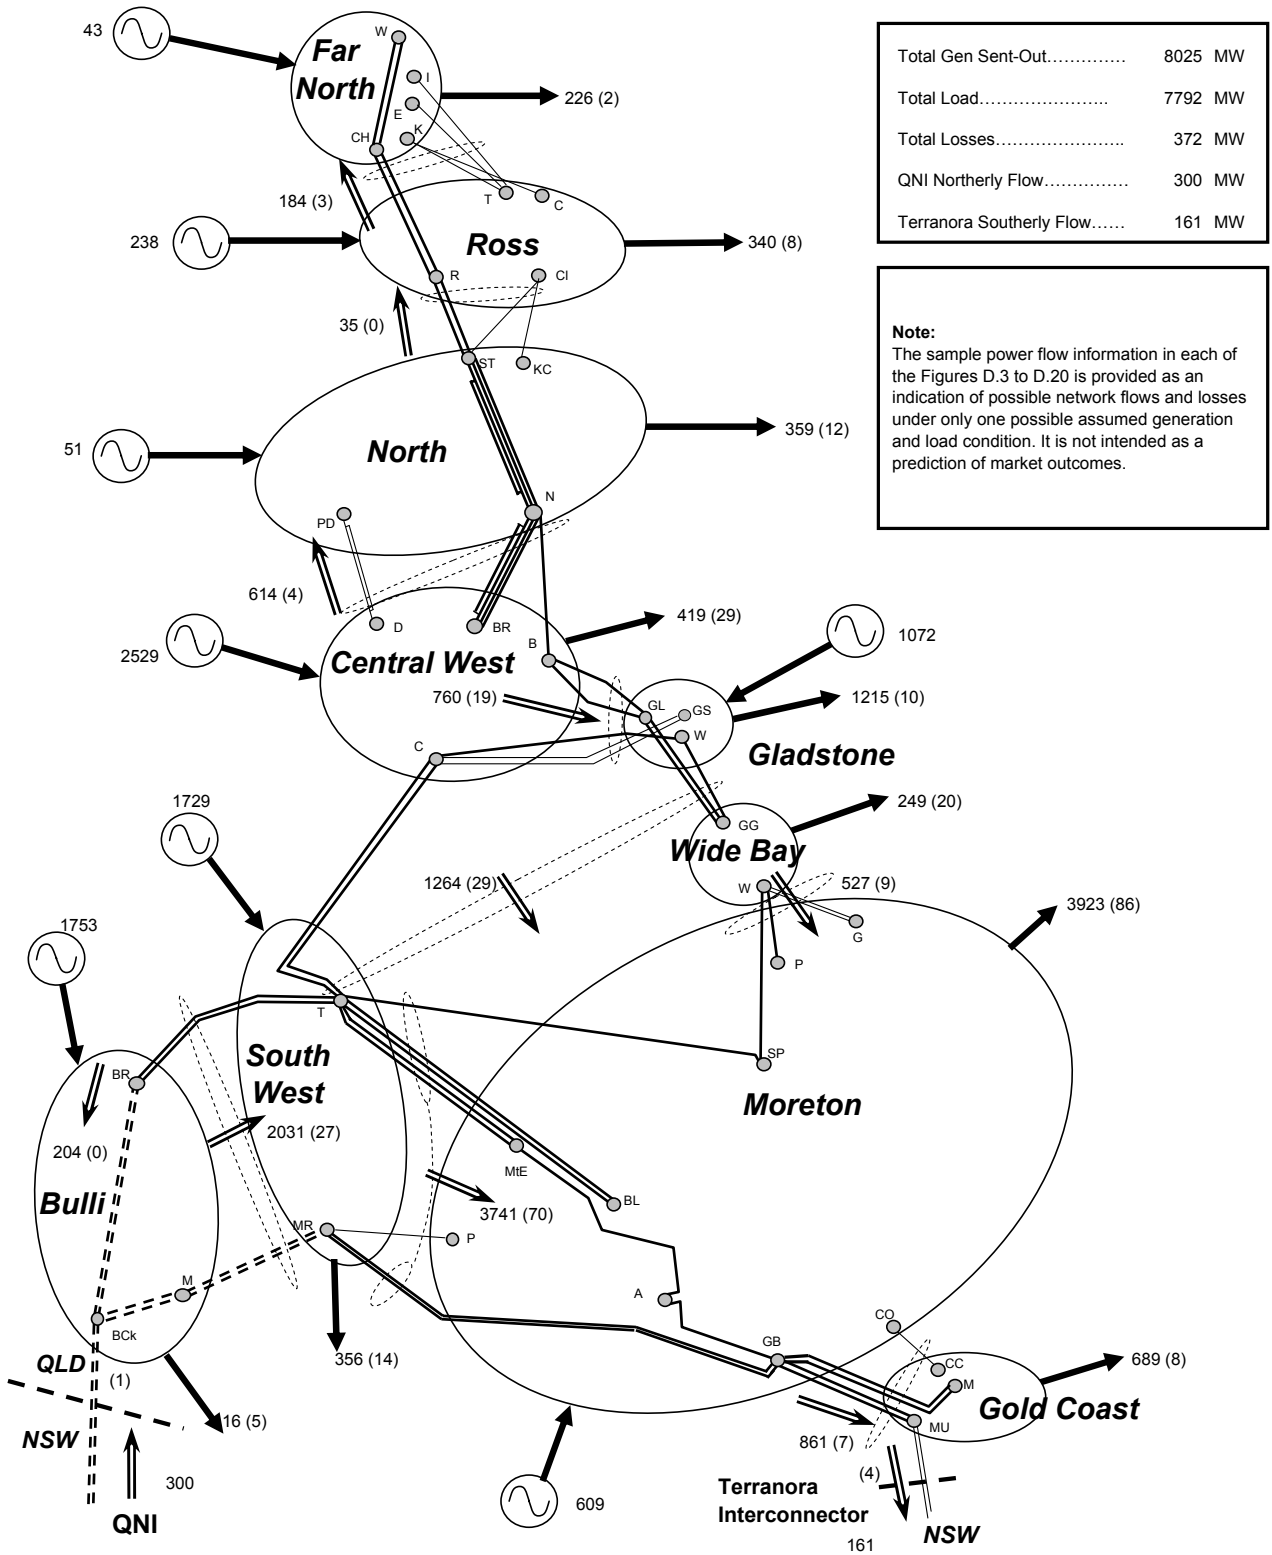 43
W
Far
North
I
E
K
CH
226 (2)
Total Gen Sent-Out............. 8025 MW
Total Load...................... 7792 MW
Total Losses...................... 372 MW
QNI Northerly Flow............... 300 MW
Terranora Southerly Flow...... 161 MW
184 (3)
T
C
238
Ross
340 (8)
R
CI
35 (0)
ST
KC
Note:
The sample power flow information in each of
the Figures D.3 to D.20 is provided as an
indication of possible network flows and losses
under only one possible assumed generation
and load condition. It is not intended as a
prediction of market outcomes.
51
North
359 (12)
N
PD
614 (4)
D
BR
419 (29)
1072
2529
B
Central West
760 (19)
GL
GS
1215 (10)
W
C
Gladstone
1729
249 (20)
GG
Wide Bay
1264 (29)
W
527 (9)
3923 (86)
1753
G
P
T
South
West
SP
BR
Moreton
204 (0)
2031 (27)
MtE
Bulli
BL
3741 (70)
MR
P
M
A
CO
BCk
GB
QLD
(1)
356 (14)
CC
689 (8)
M
Gold Coast
16 (5)
MU
NSW
861 (7)
(4)
300
Terranora
Interconnector
609
QNI
NSW
161